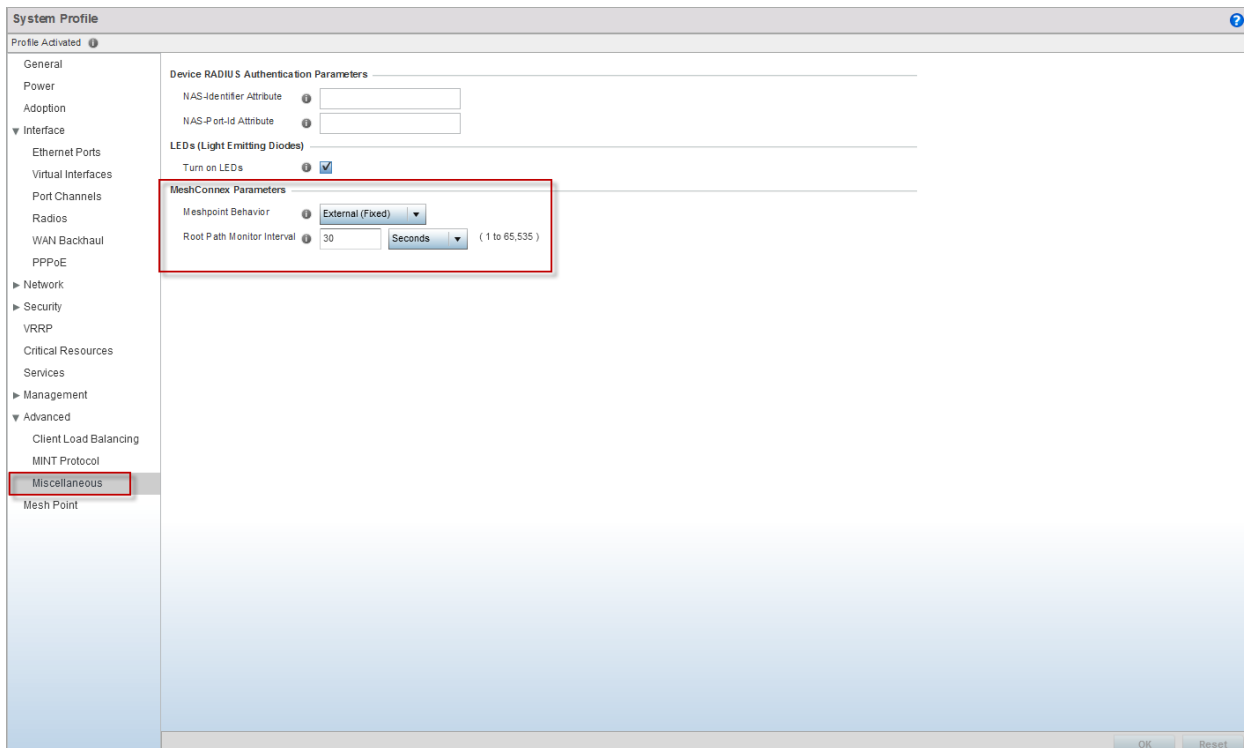 System Profile
?
Profile Activated i
General
Power
Adoption
Interface
Ethernet Ports
Virtual Interfaces
Port Channels
Radios
WAN Backhaul
PPPoE
Network
Security
VRRP
Critical Resources
Services
Management
Advanced
Client Load Balancing
MINT Protocol
Miscellaneous
Mesh Point
Device RADIUS Authentication Parameters
NAS-Identifier Attribute i
NAS-Port-Id Attribute i
LEDs (Light Emitting Diodes)
Turn on LEDs i
MeshConnex Parameters
Meshpoint Behavior i External (Fixed)
Root Path Monitor Interval i 30 Seconds ( 1 to 65,535 )
OK Reset